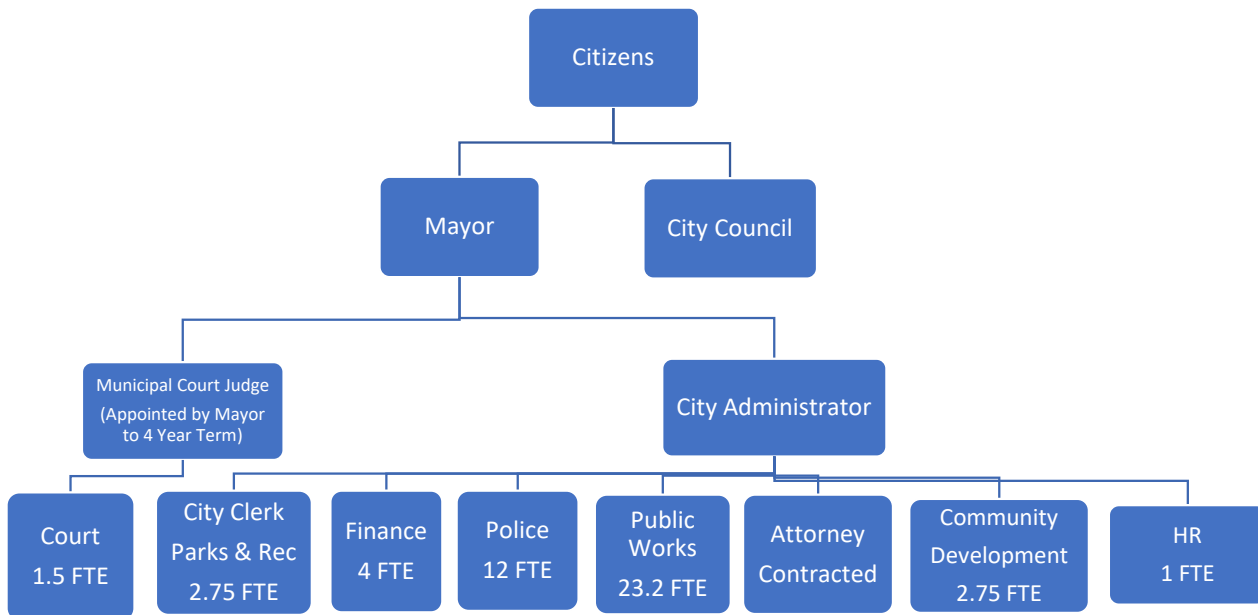 Citizens
Mayor
City Council
Municipal Court Judge
(Appointed by Mayor
to 4 Year Term)
City Administrator
Court
1.5 FTE
City Clerk
Parks & Rec
2.75 FTE
Finance
4 FTE
Police
12 FTE
Public
Works
23.2 FTE
Attorney
Contracted
Community
Development
2.75 FTE
HR
1 FTE